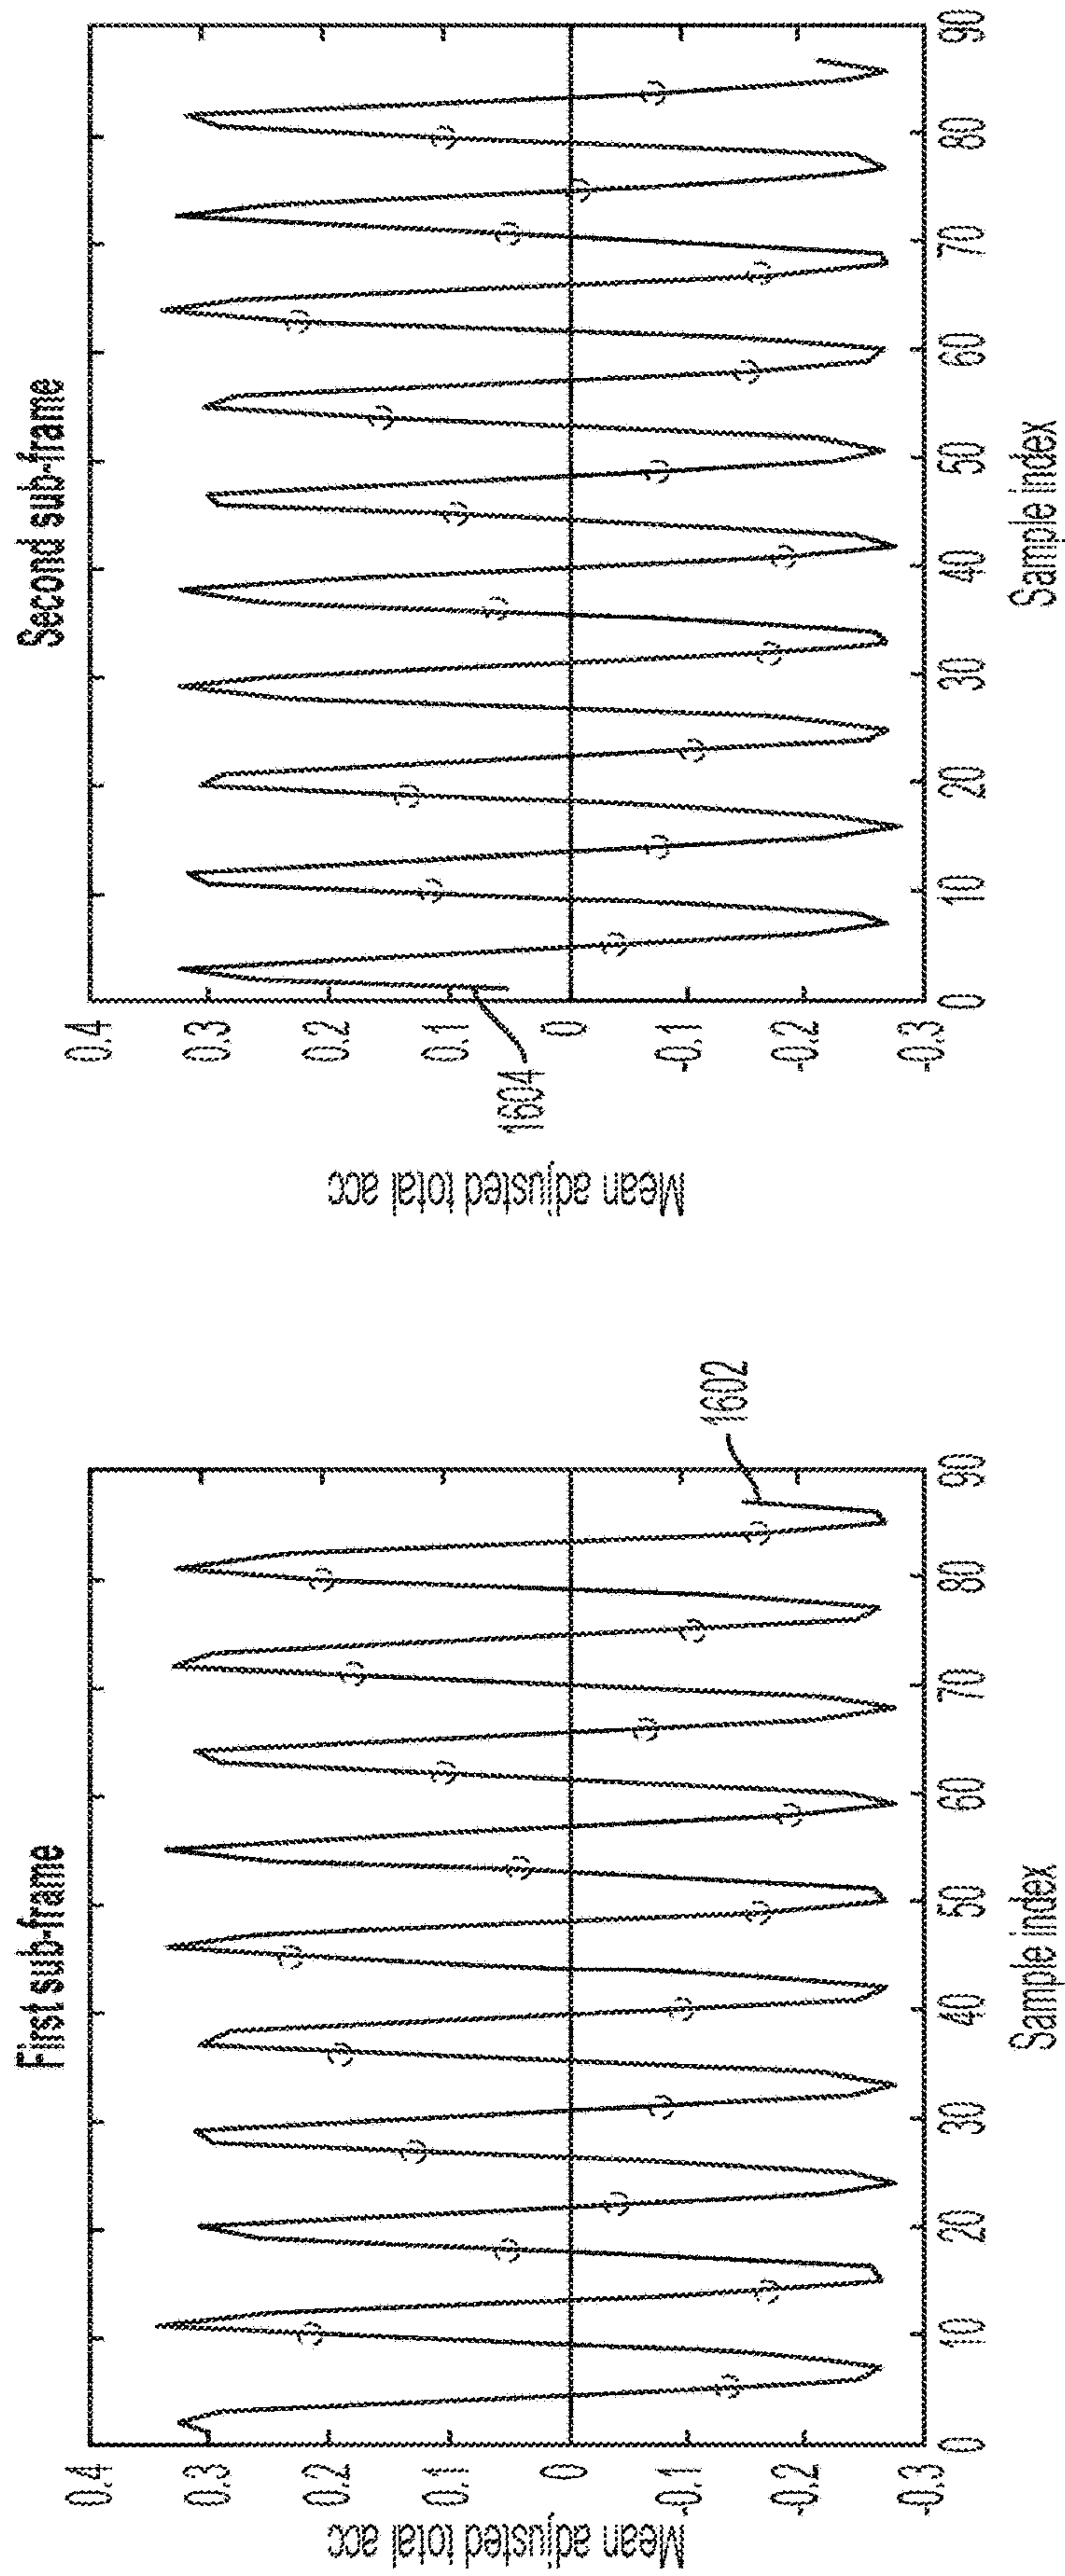 First sub-frame
Mean adjusted total acc
0.4
0.3
0.2
0.1
0
-0.1
-0.2
-0.3
0 10 20 30 40 50 60 70 80 90
Sample index
1602
Second sub-frame
Mean adjusted total acc
0.4
0.3
0.2
0.1
0
-0.1
-0.2
-0.3
0 10 20 30 40 50 60 70 80 90
Sample index
1604